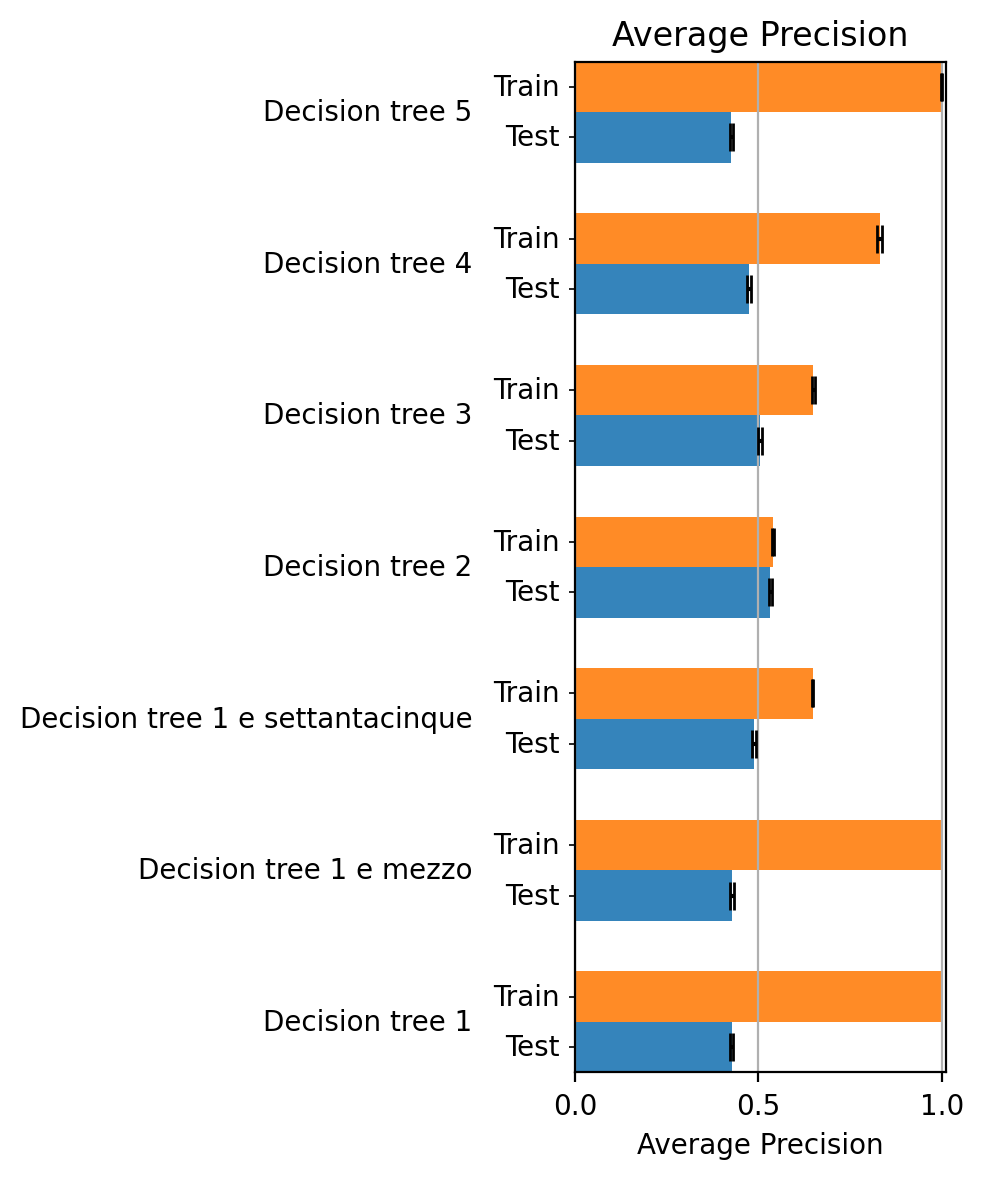 Average Precision
Decision tree 5
Train
Test
Decision tree 4
Train
Test
Decision tree 3
Train
Test
Decision tree 2
Train
Test
Decision tree 1 e settantacinque
Train
Test
Decision tree 1 e mezzo
Train
Test
Decision tree 1
Train
Test
0.0 0.5 1.0
Average Precision